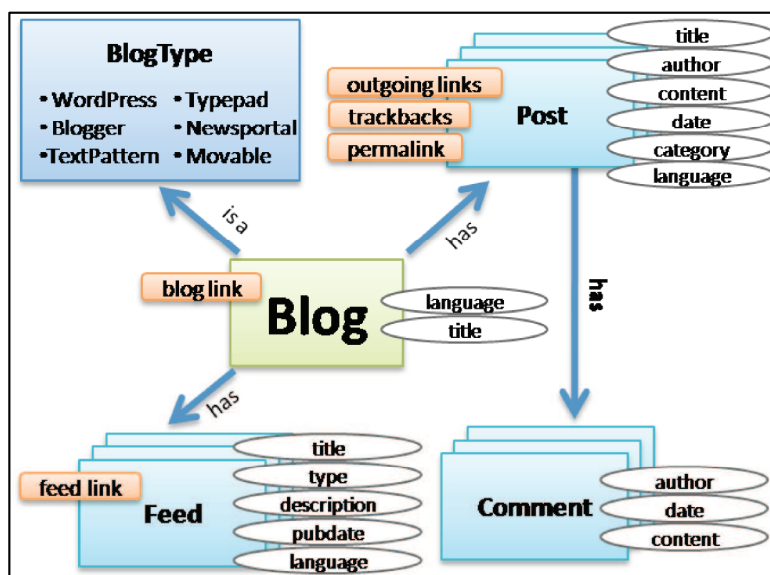 BlogType
• WordPress • Typepad
• Blogger • Newsportal
•TextPattern • Movable
outgoing links
trackbacks
permalink
Post
title
author
content
date
category
language
is a
has
has
blog link
Blog
language
title
has
feed link
Feed
title
type
description
pubdate
language
Comment
author
date
content